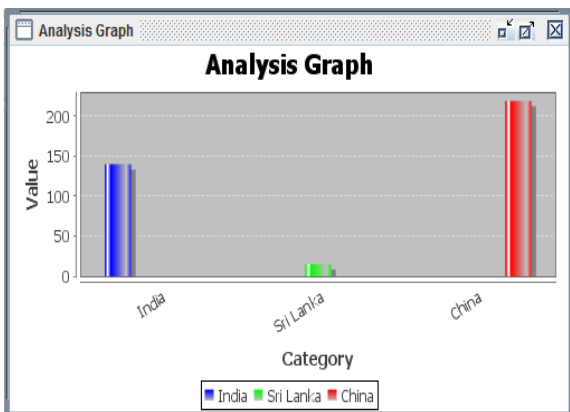 Analysis Graph
Analysis Graph
Value
200
150
100
50
0
India
Sri Lanka
China
Category
India Sri Lanka China